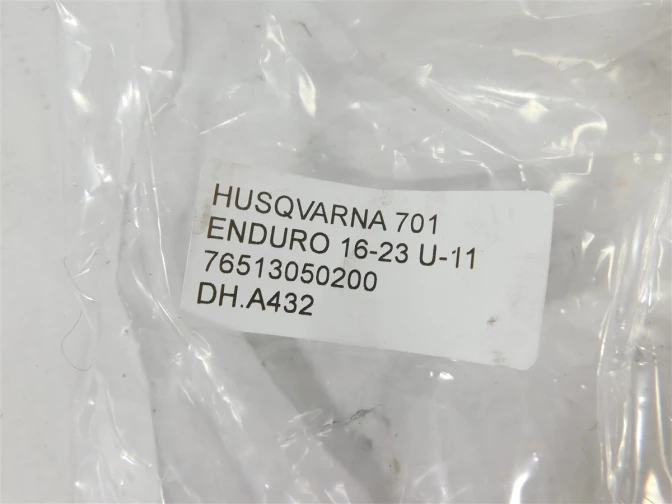 HUSQVARNA 701
ENDURO 16-23 U-11
76513050200
DH.A432